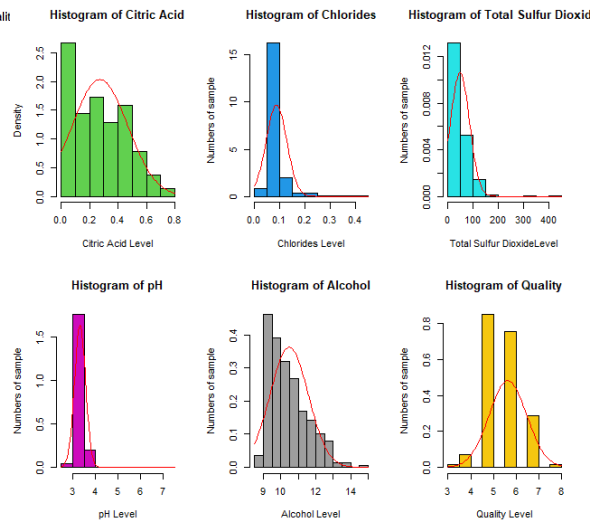 Histogram of Citric Acid
Density
0.0 0.5 1.0 1.5 2.0 2.5
0.0 0.2 0.4 0.6 0.8
Citric Acid Level
Histogram of Chlorides
Numbers of sample
0 5 10 15
0.0 0.1 0.2 0.3 0.4
Chlorides Level
Histogram of Total Sulfur Dioxid
Numbers of sample
0.000 0.004 0.008 0.012
0 100 200 300 400
Total Sulfur DioxideLevel
Histogram of pH
Numbers of sample
0.0 0.5 1.0 1.5
3 4 5 6 7
pH Level
Histogram of Alcohol
Numbers of sample
0.0 0.1 0.2 0.3 0.4
9 10 12 14
Alcohol Level
Histogram of Quality
Numbers of sample
0.0 0.2 0.4 0.6 0.8
3 4 5 6 7 8
Quality Level